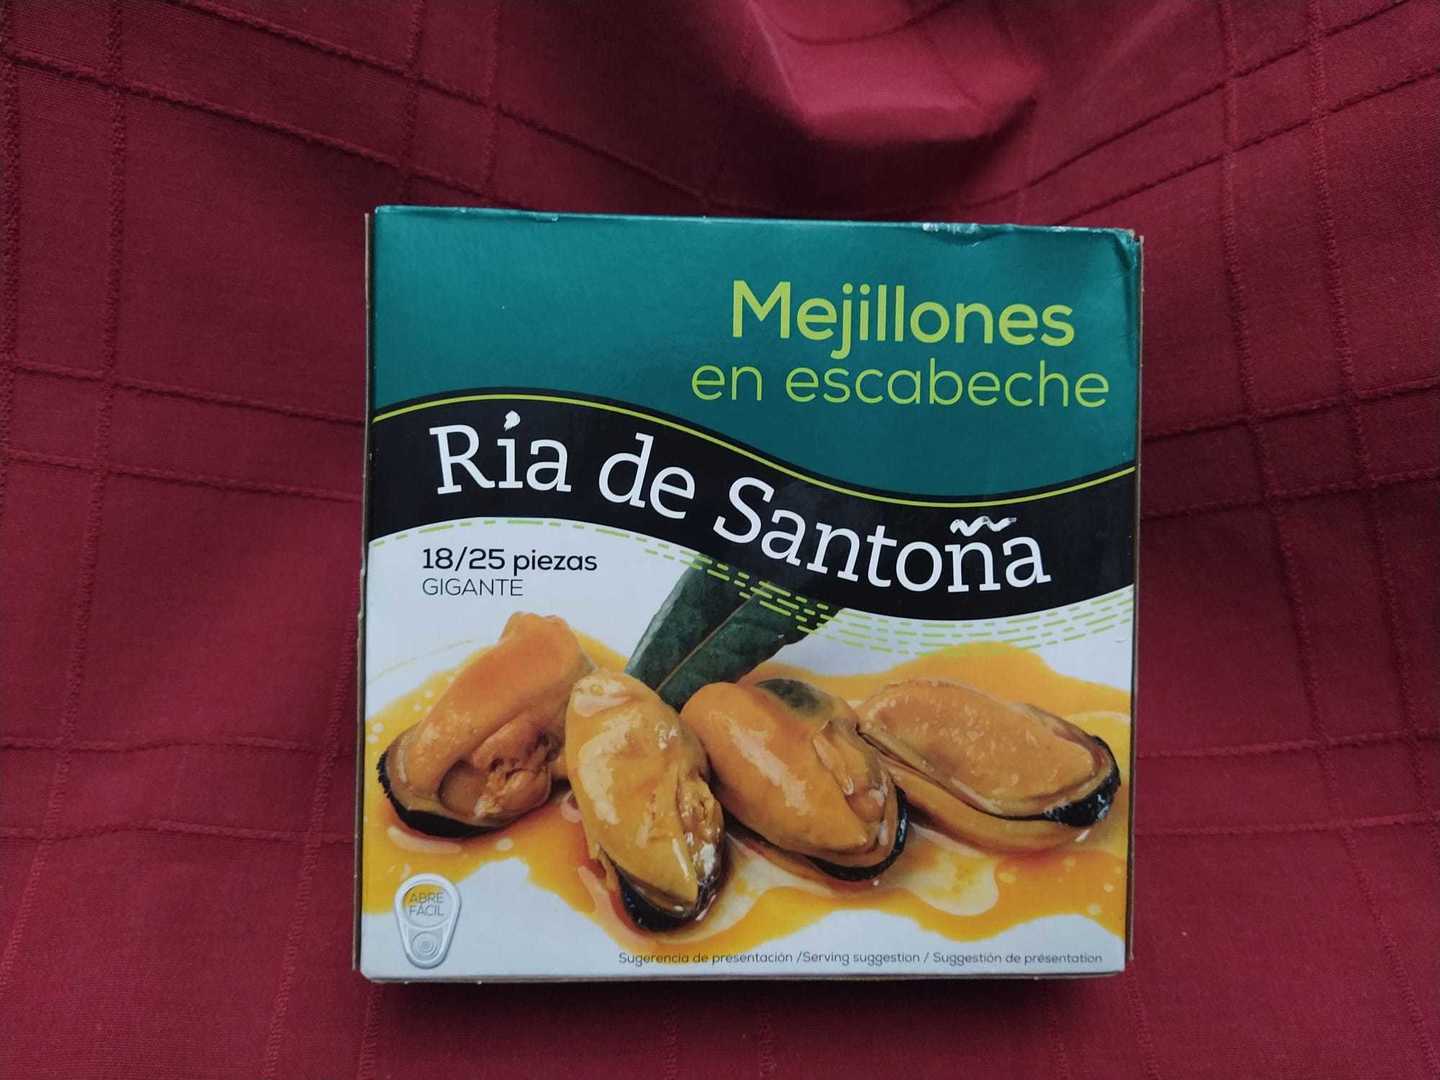 Mejillones
en escabeche
Ría de Santoña
18/25 piezas
GIGANTE
ABRE
FÁCIL
Sugerencia de présentación /Serving suggestion / Suggestión de présentation